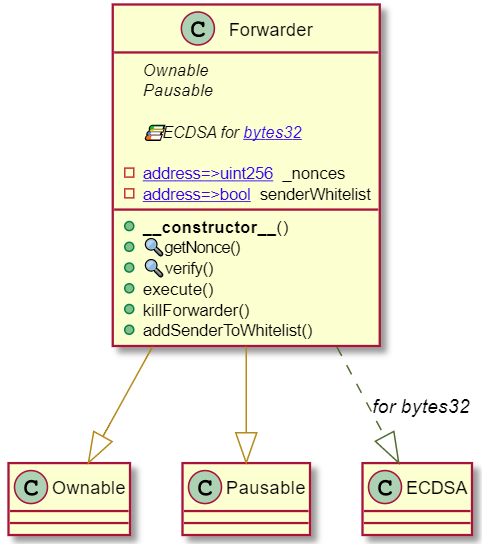 C Forwarder
Ownable
Pausable
ECDSA for bytes32
address=>uint256 _nonces
address=>bool senderWhitelist
__constructor__()
getNonce()
verify()
execute()
killForwarder()
addSenderToWhitelist()
for bytes32
C Ownable
C Pausable
C ECDSA